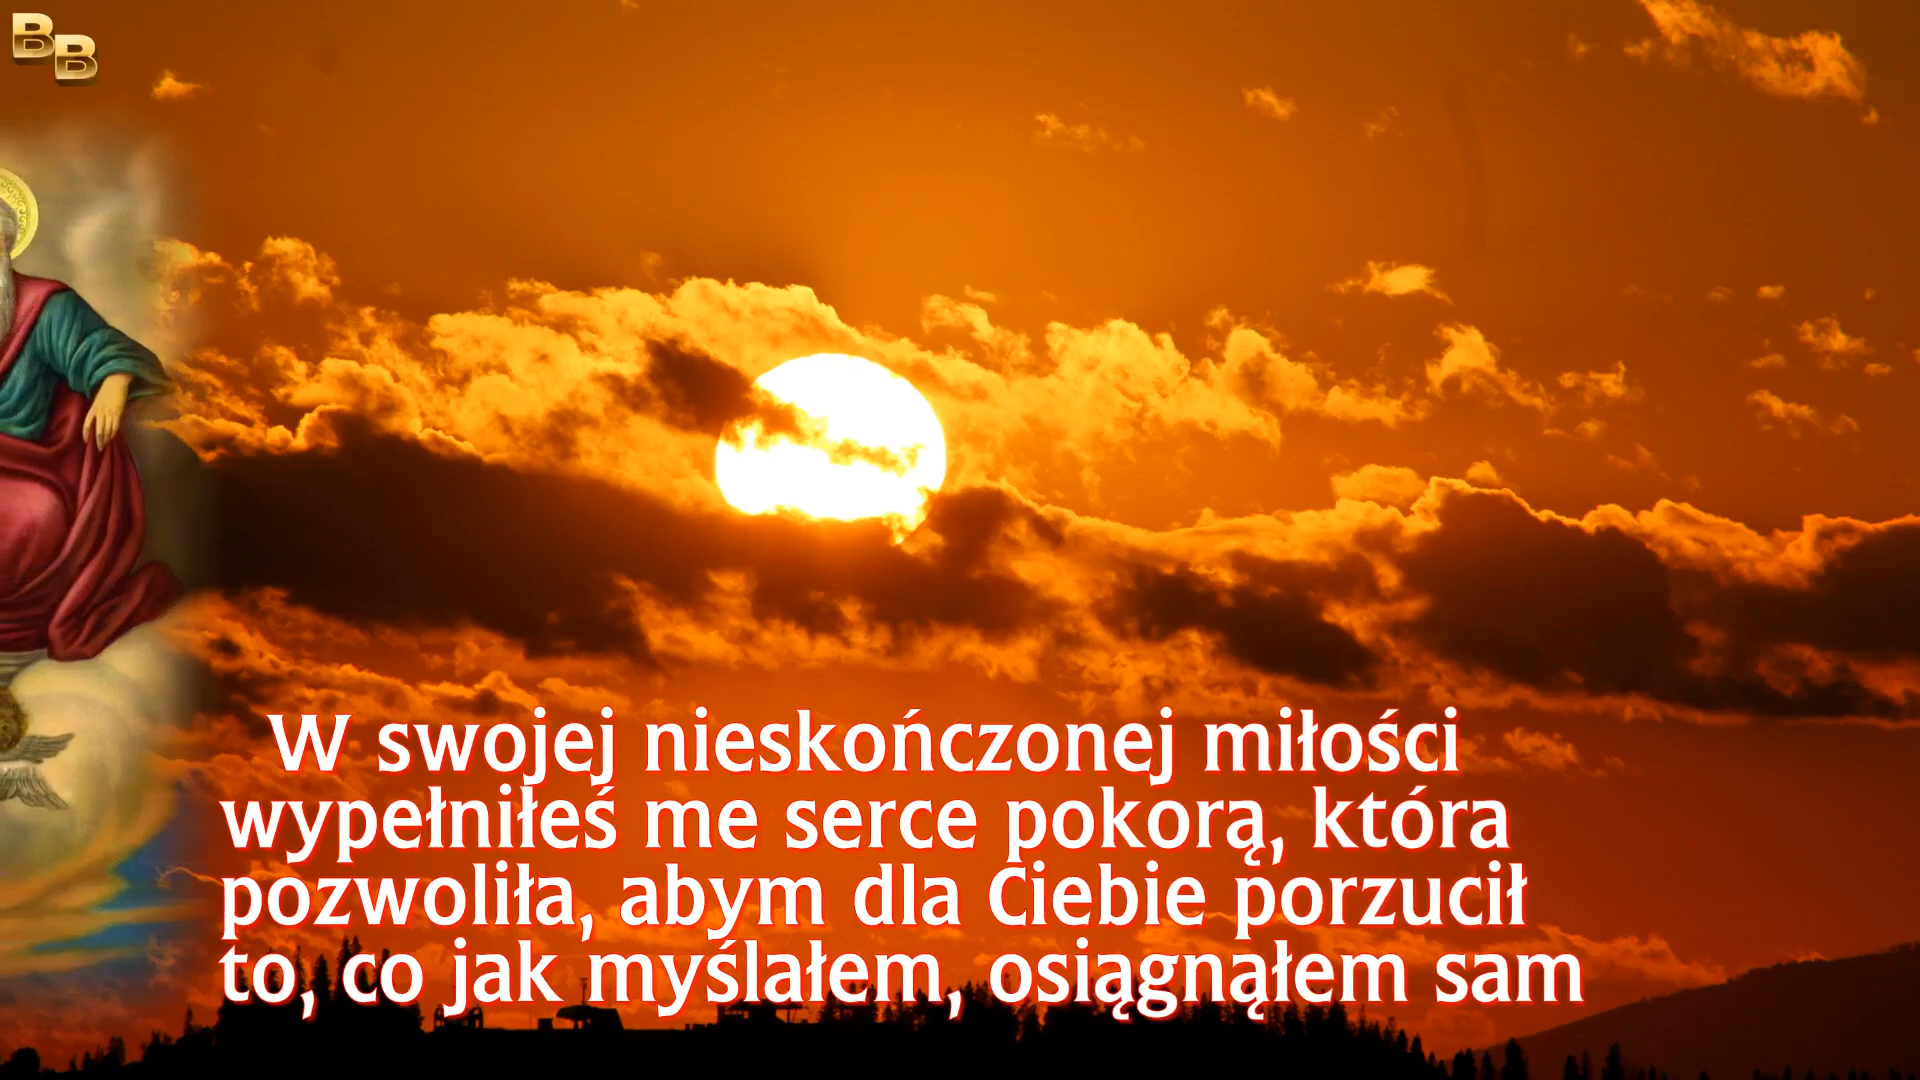 BB
W swojej nieskończonej miłości
wypełniłeś me serce pokorą, która
pozwoliła, abym dla Ciebie porzucił
to, co jak myślałem, osiągnąłem sam